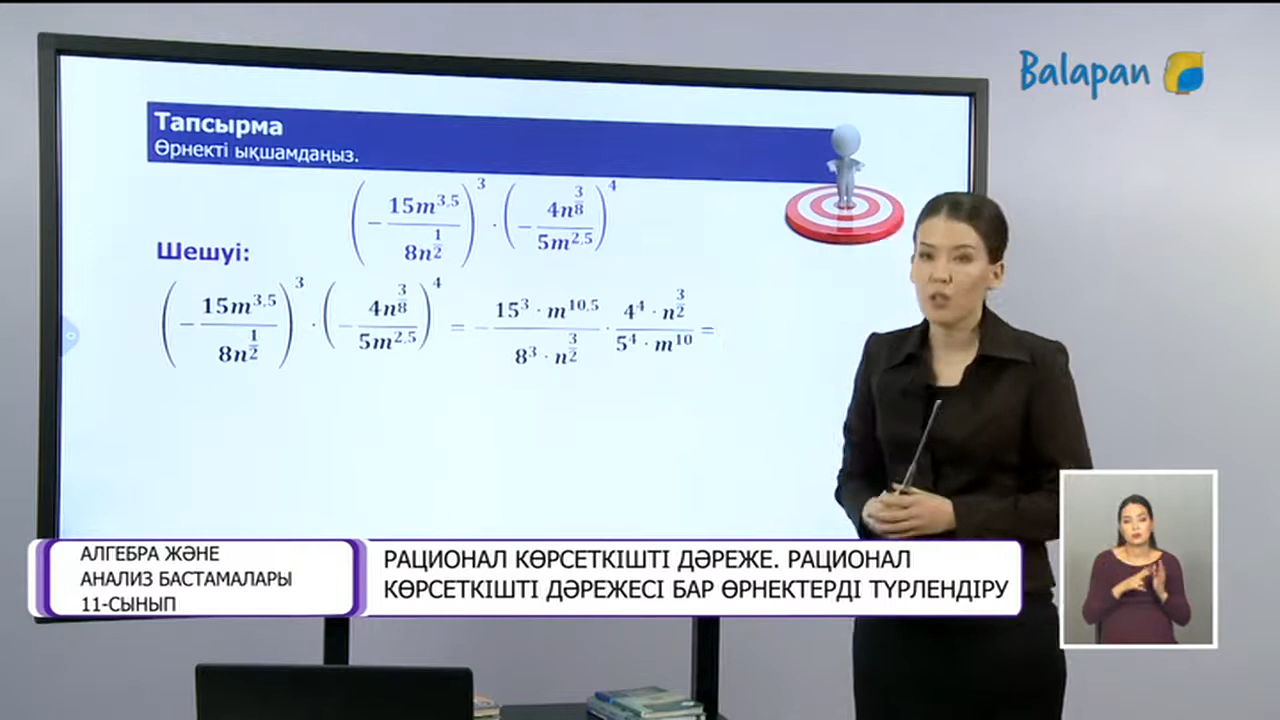 Balapan
Тапсырма
Өрнекті ықшамдаңыз.
(-15m^{3,5}/8n^{1/2})^3 · (-4n^{3/8}/5m^{2,5})^4
Шешуі:
(-15m^{3,5}/8n^{1/2})^3 · (-4n^{3/8}/5m^{2,5})^4 = -15^3 · m^{10,5}/8^3 · n^{3/2} · 4^4 · n^{3/2}/5^4 · m^{10} =
АЛГЕБРА ЖӘНЕ
АНАЛИЗ БАСТАМАЛАРЫ
11-СЫНЫП
РАЦИОНАЛ КӨРСЕТКІШТІ ДӘРЕЖЕ. РАЦИОНАЛ
КӨРСЕТКІШТІ ДӘРЕЖЕСІ БАР ӨРНЕКТЕРДІ ТҮРЛЕНДІРУ